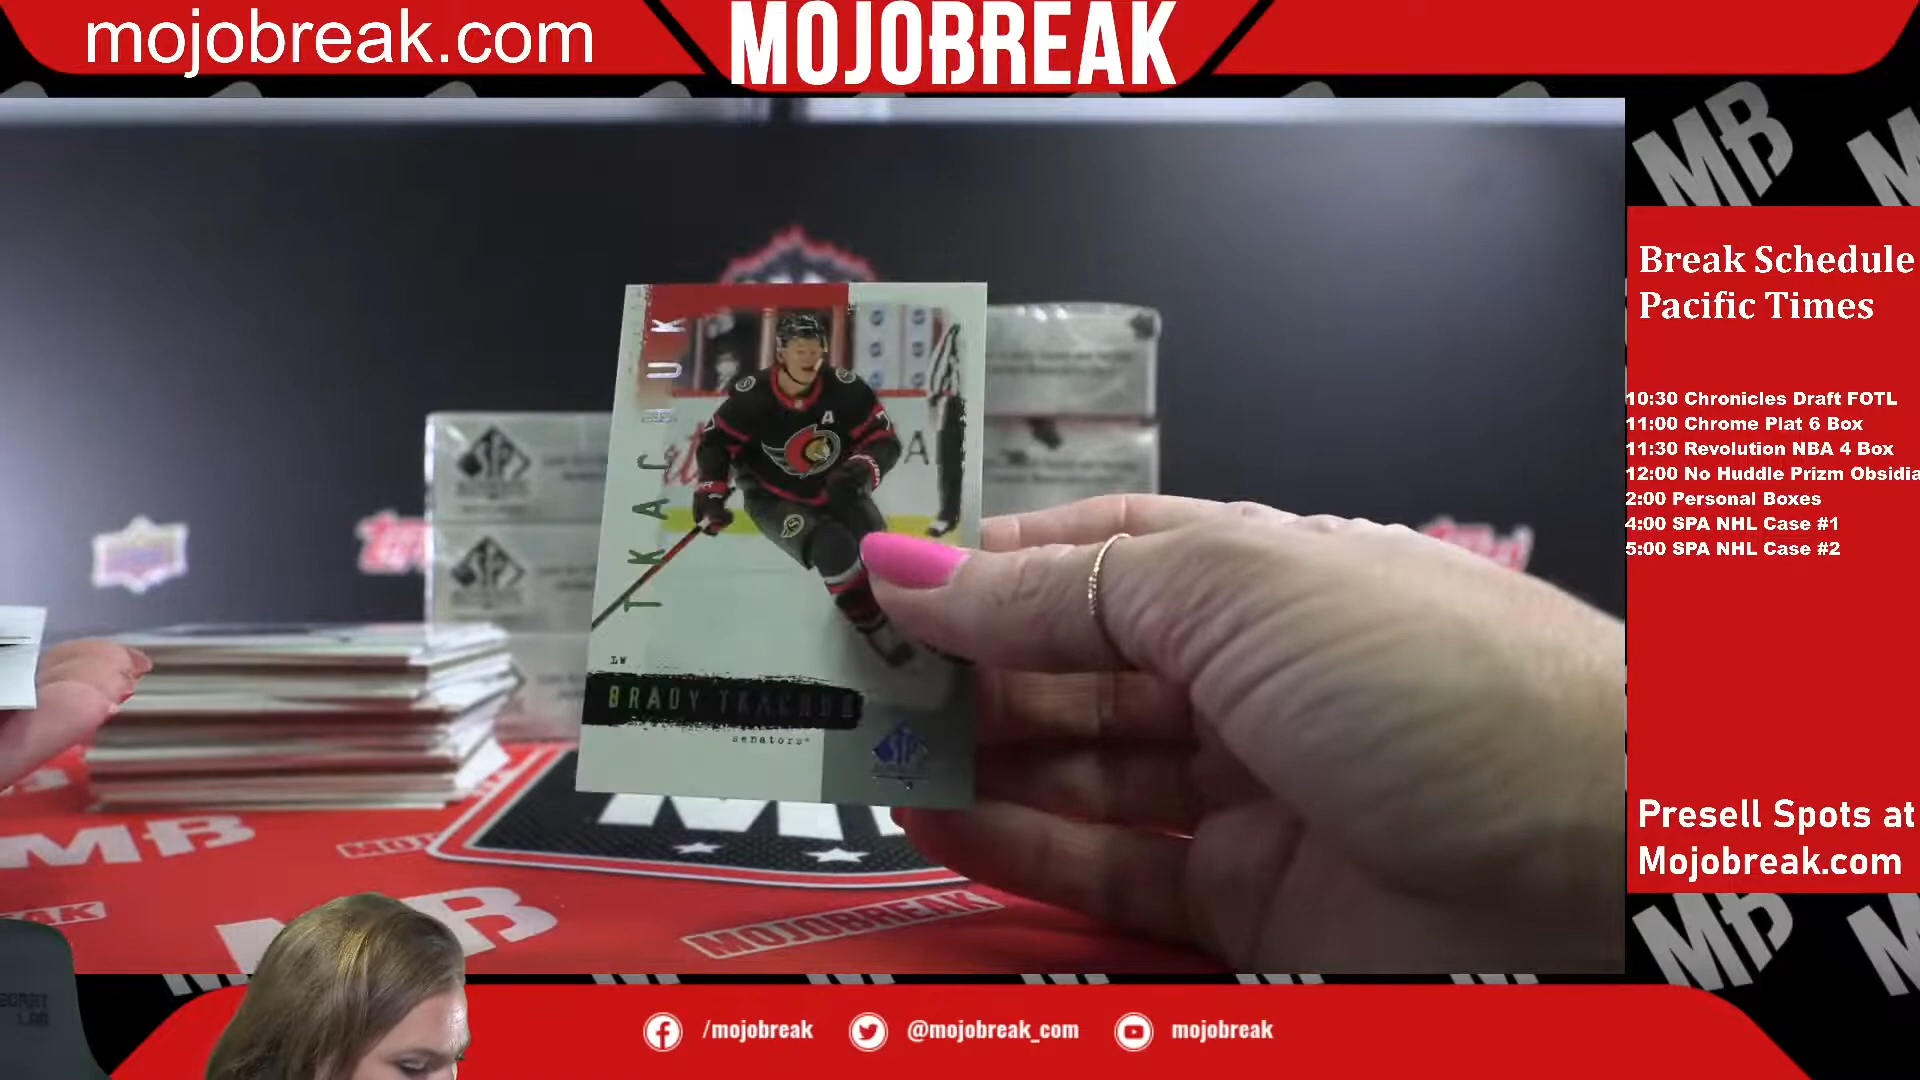 mojobreak.com
MOJOBREAK
Break Schedule
Pacific Times
10:30 Chronicles Draft FOTL
11:00 Chrome Plat 6 Box
11:30 Revolution NBA 4 Box
12:00 No Huddle Prizm Obsidia
2:00 Personal Boxes
4:00 SPA NHL Case #1
5:00 SPA NHL Case #2
Presell Spots at
Mojobreak.com
TKACHUK
A
LW
BRADY TKACHUK
senators
SP
MB
MOJOBREAK
/mojobreak
@mojobreak_com
mojobreak